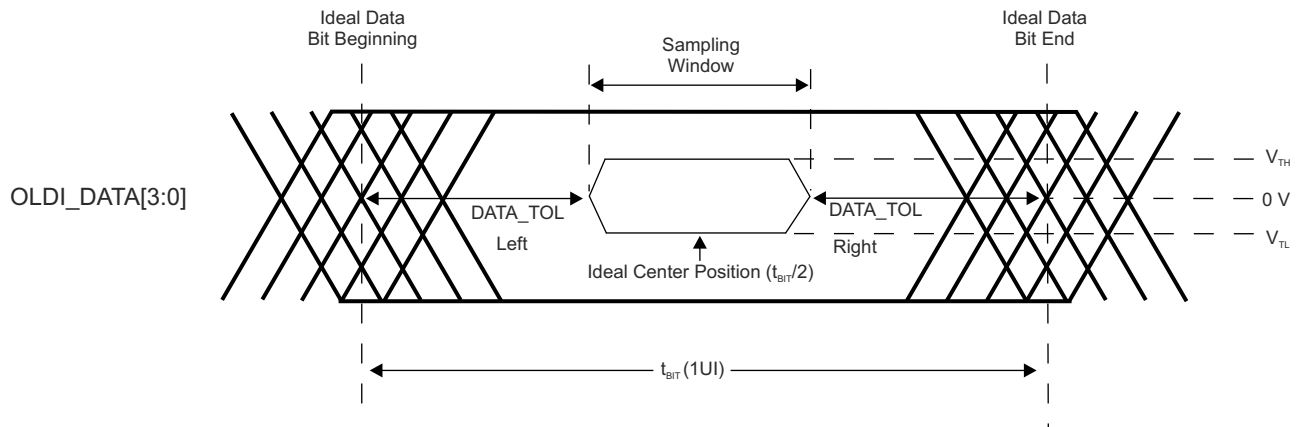 Ideal Data
Bit Beginning
Sampling
Window
Ideal Data
Bit End
OLDI_DATA[3:0]
V_TH
0 V
V_TL
DATA_TOL
Left
DATA_TOL
Right
Ideal Center Position (t_BIT/2)
t_BIT (1UI)